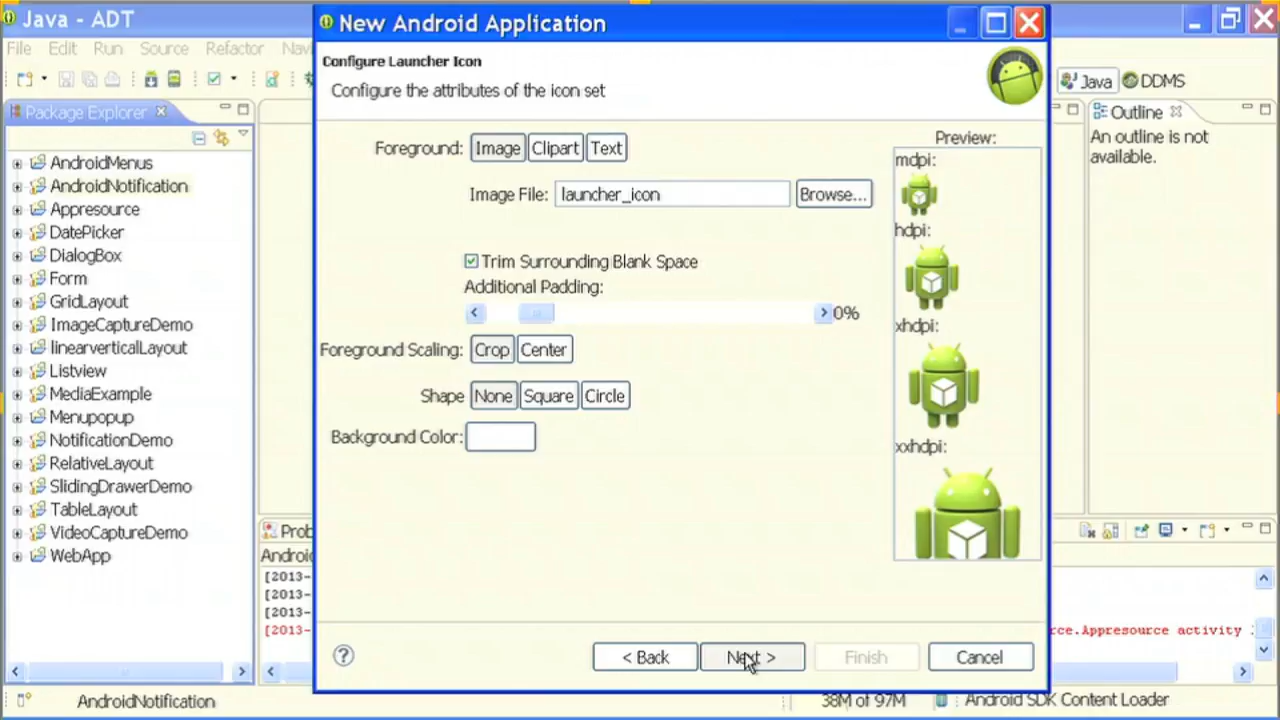 Java - ADT
New Android Application
File Edit Run Source Refactor
Configure Launcher Icon
Configure the attributes of the icon set
Java DDMS
Package Explorer
AndroidMenus
AndroidNotification
Appresource
DatePicker
DialogBox
Form
GridLayout
ImageCaptureDemo
linearverticalLayout
Listview
MediaExample
Menupopup
NotificationDemo
RelativeLayout
SlidingDrawerDemo
TableLayout
VideoCaptureDemo
WebApp
Foreground: Image Clipart Text
Image File: launcher_icon Browse...
Trim Surrounding Blank Space
Additional Padding:
0%
Foreground Scaling: Crop Center
Shape None Square Circle
Background Color:
Preview:
mdpi:
hdpi:
xhdpi:
xxhdpi:
Outline
An outline is not
available.
Prob
Android
[2013-
[2013-
[2013-
[2013-
rce.Appresource activity
< Back Next > Finish Cancel
AndroidNotification
38M of 97M
Android SDK Content Loader